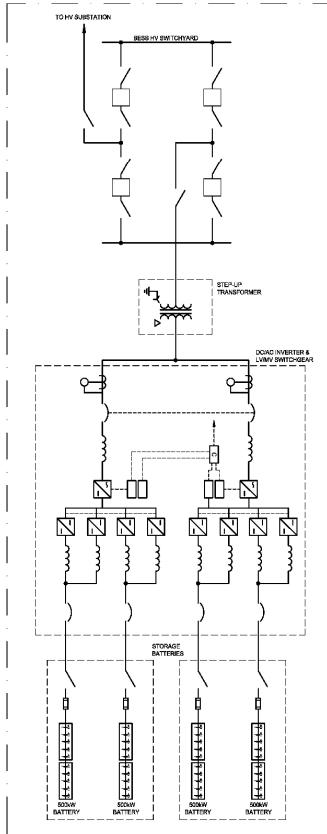 TO HV SUBSTATION
BESS HV SWITCHYARD
STEP-UP
TRANSFORMER
DC/AC INVERTER &
LV/MV SWITCHGEAR
C
STORAGE
BATTERIES
500kW
BATTERY
500kW
BATTERY
500kW
BATTERY
500kW
BATTERY